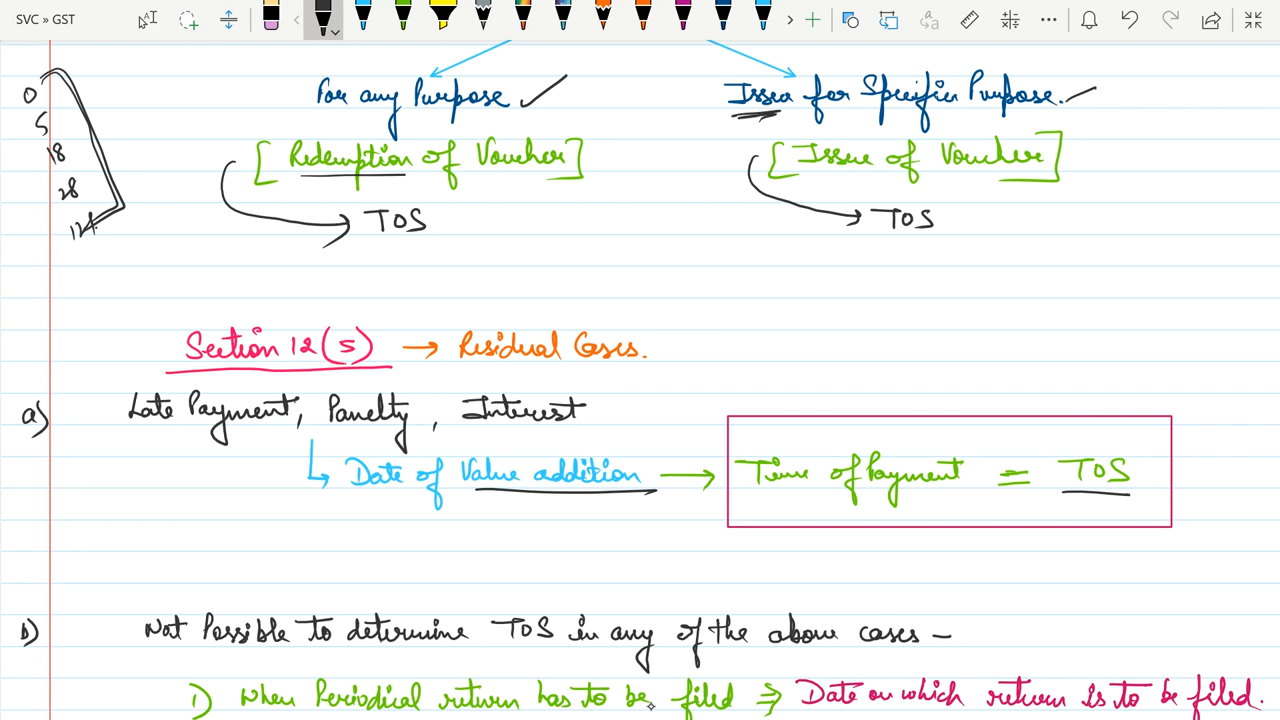 SVC » GST
0
5
18
28
12%
For any Purpose
Issue for Specific Purpose.
[Redemption of Voucher]
[Issue of Voucher]
TOS
TOS
Section 12(5) → Residual Cases.
a) Late Payment, Panelty, Interest
↳ Date of Value addition → Time of Payment = TOS
b) Not Possible to determine TOS in any of the above cases –
1) When Periodical return has to be filed ⇒ Date on which return is to be filed.